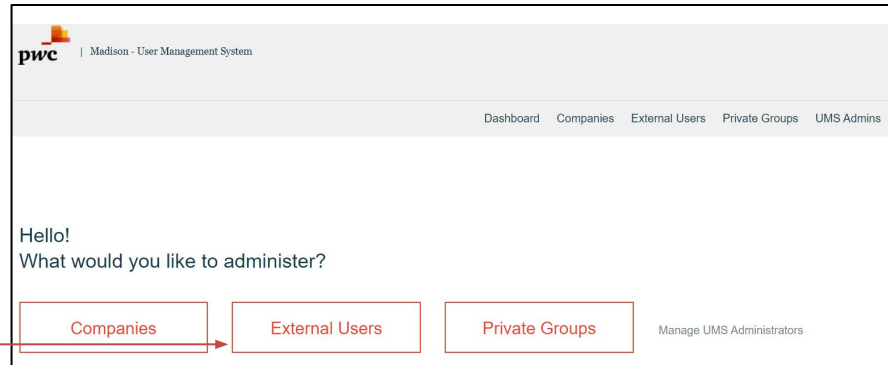 pwc | Madison - User Management System
Dashboard Companies External Users Private Groups UMS Admins
Hello!
What would you like to administer?
Companies External Users Private Groups Manage UMS Administrators